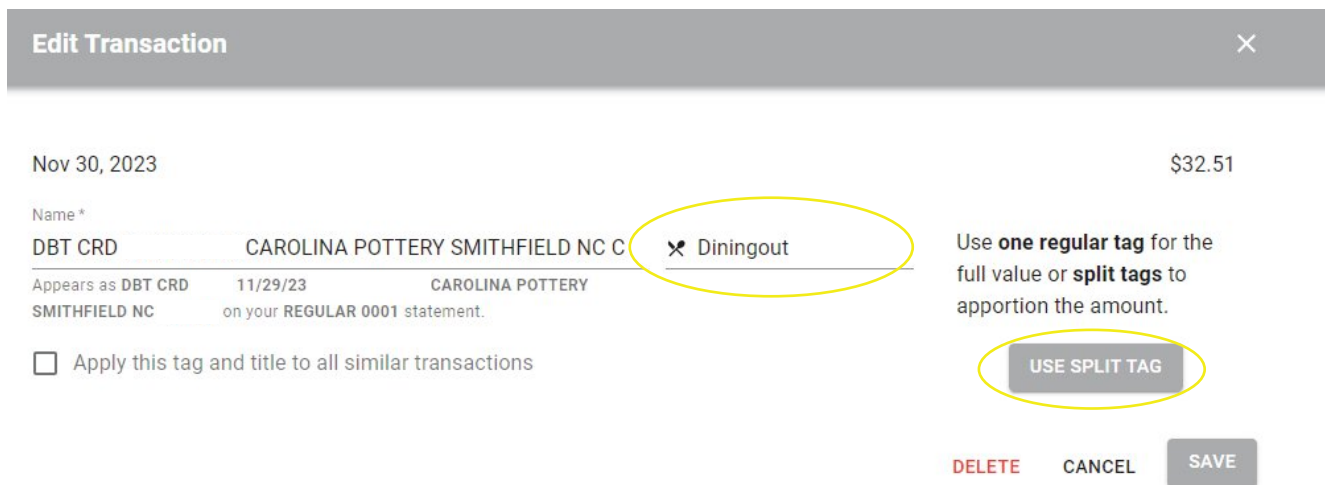 Edit Transaction
Nov 30, 2023 $32.51
Name *
DBT CRD CAROLINA POTTERY SMITHFIELD NC C Diningout
Appears as DBT CRD 11/29/23 CAROLINA POTTERY
SMITHFIELD NC on your REGULAR 0001 statement.
Apply this tag and title to all similar transactions
Use one regular tag for the
full value or split tags to
apportion the amount.
USE SPLIT TAG
DELETE CANCEL SAVE